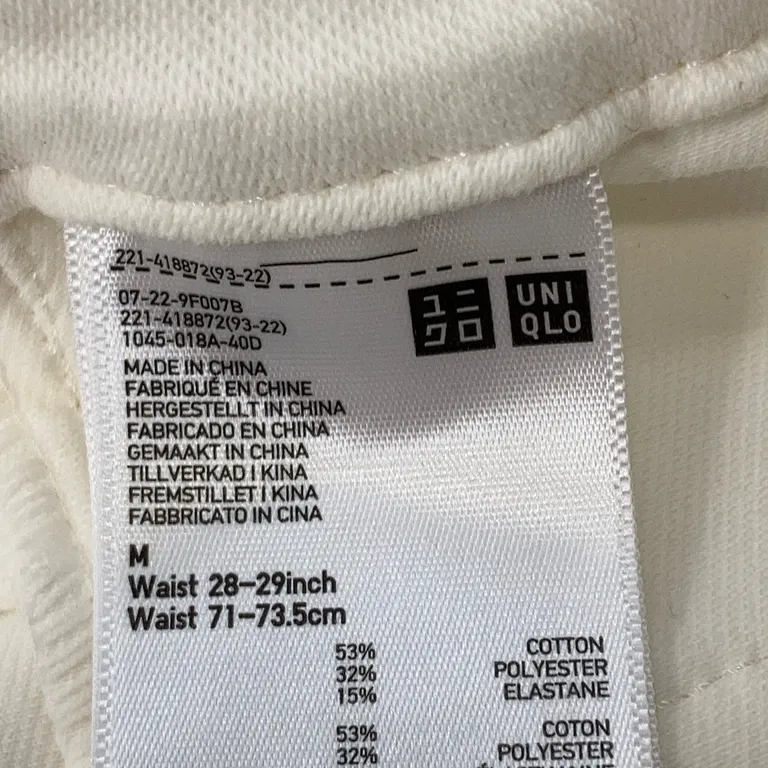 221-418872(93-22)
07-22-9F007B
221-418872(93-22)
1045-018A-40D
ユニ
クロ
UNI
QLO
MADE IN CHINA
FABRIQUÉ EN CHINE
HERGESTELLT IN CHINA
FABRICADO EN CHINA
GEMAAKT IN CHINA
TILLVERKAD I KINA
FREMSTILLET I KINA
FABBRICATO IN CINA
M
Waist 28-29inch
Waist 71-73.5cm
53% COTTON
32% POLYESTER
15% ELASTANE
53% COTON
32% POLYESTER